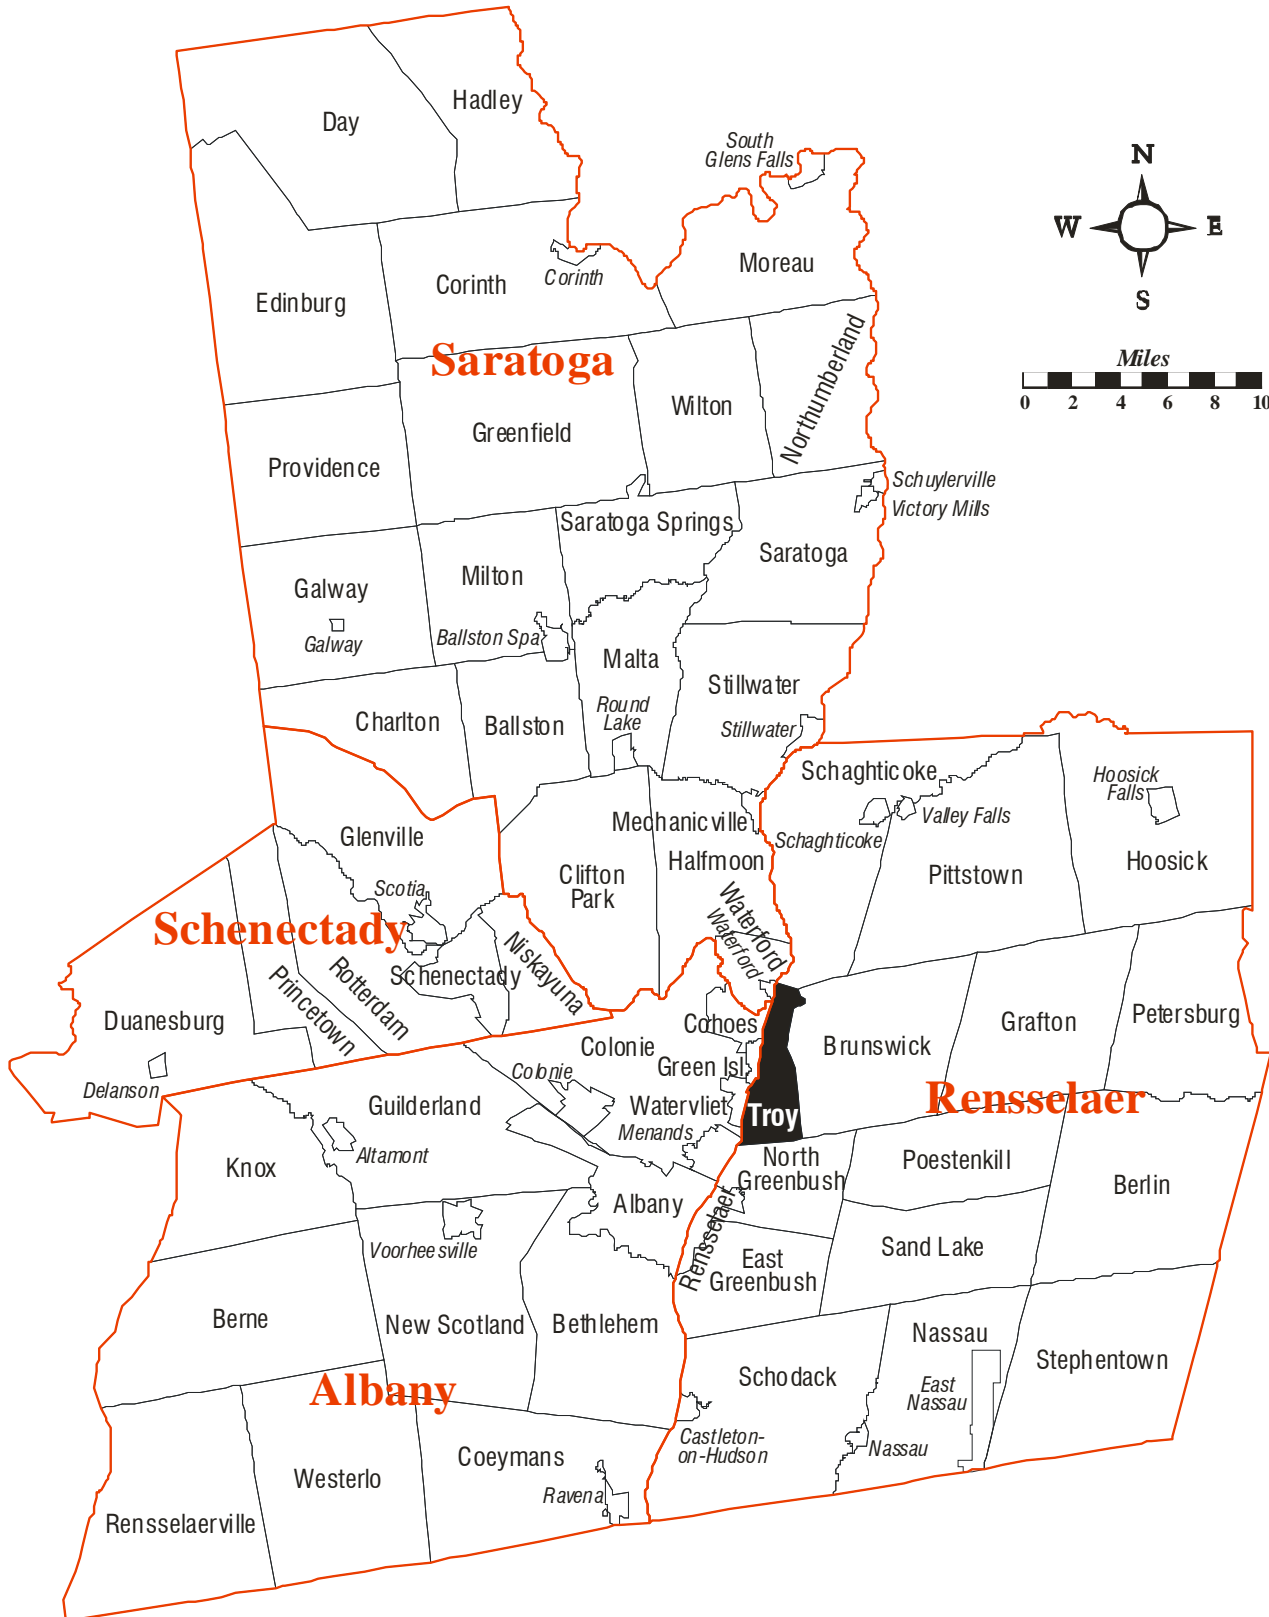 Hadley
Day
South
Glens Falls
N
W
E
S
Moreau
Corinth
Corinth
Edinburg
Miles
0 2 4 6 8 10
Saratoga
Northumberland
Wilton
Greenfield
Providence
Schuylerville
Victory Mills
Saratoga Springs
Saratoga
Milton
Galway
Galway
Ballston Spa
Malta
Stillwater
Round
Lake
Charlton
Ballston
Stillwater
Schaghticoke
Hoosick
Falls
Valley Falls
Schaghticoke
Mechanicville
Glenville
Halfmoon
Hoosick
Clifton
Park
Pittstown
Scotia
Waterford
Waterford
Schenectady
Niskayuna
Schenectady
Rotterdam
Princetown
Duanesburg
Delanson
Cohoes
Colonie
Green Isl.
Brunswick
Grafton
Petersburg
Colonie
Rensselaer
Guilderland
Watervliet
Troy
Menands
Altamont
Knox
North
Greenbush
Poestenkill
Berlin
Albany
Rensselaer
Voorheesville
Sand Lake
East
Greenbush
Berne
New Scotland
Bethlehem
Nassau
Stephentown
Schodack
East
Nassau
Albany
Castleton-
on-Hudson
Nassau
Coeymans
Westerlo
Ravena
Rensselaerville